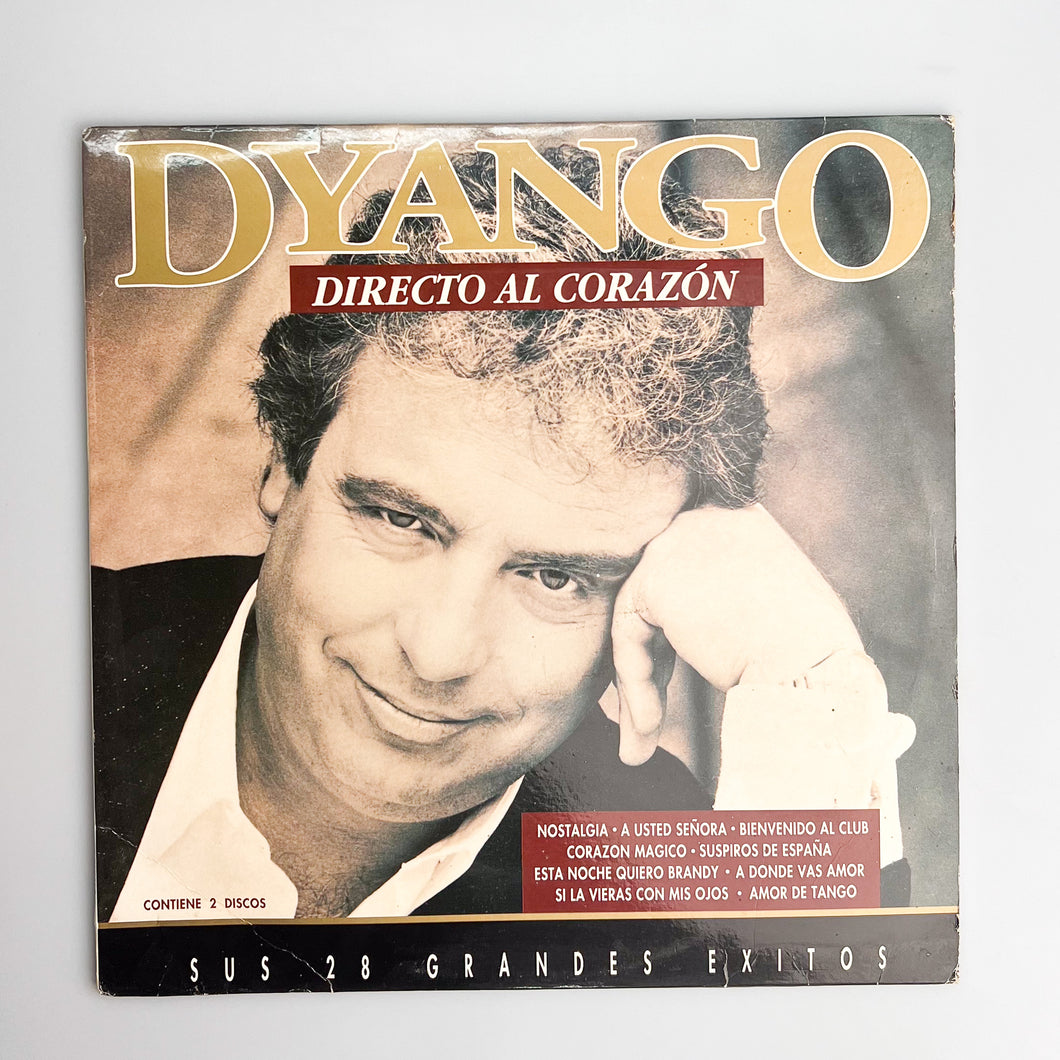 DYANGO
DIRECTO AL CORAZÓN
NOSTALGIA • A USTED SEÑORA • BIENVENIDO AL CLUB
CORAZON MAGICO • SUSPIROS DE ESPAÑA
ESTA NOCHE QUIERO BRANDY • A DONDE VAS AMOR
SI LA VIERAS CON MIS OJOS • AMOR DE TANGO
CONTIENE 2 DISCOS
SUS 28 GRANDES EXITOS